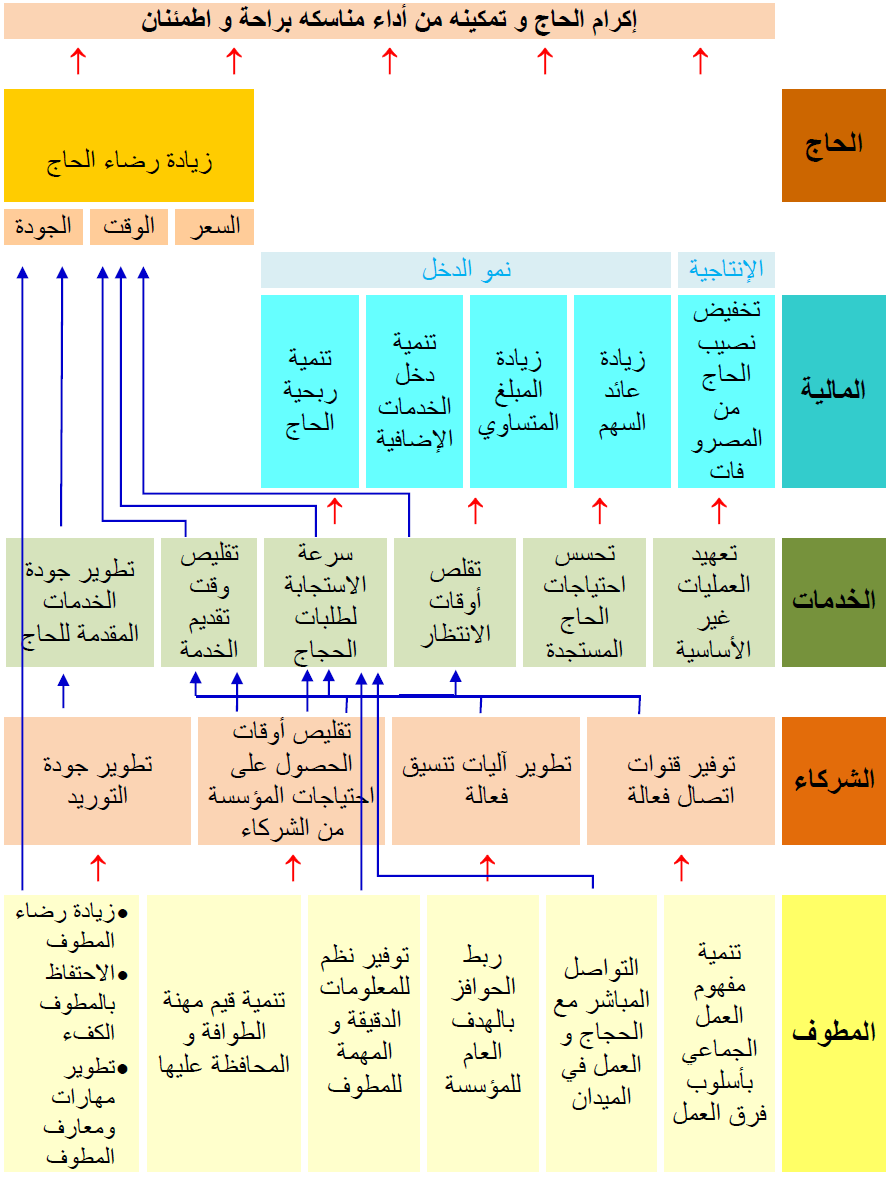 إكرام الحاج و تمكينه من أداء مناسكه براحة و اطمئنان
الحاج
زيادة رضاء الحاج
السعر
الوقت
الجودة
الإنتاجية
نمو الدخل
المالية
تخفيض
نصيب
الحاج
من
المصرو
فات
زيادة
عائد
السهم
زيادة
المبلغ
المتساوي
تنمية
دخل
الخدمات
الإضافية
تنمية
ربحية
الحاج
الخدمات
تعهيد
العمليات
غير
الأساسية
تحسس
احتياجات
الحاج
المستجدة
تقلص
أوقات
الانتظار
سرعة
الاستجابة
لطلبات
الحجاج
تقليص
وقت
تقديم
الخدمة
تطوير جودة
الخدمات
المقدمة للحاج
الشركاء
توفير قنوات
اتصال فعالة
تطوير آليات تنسيق
فعالة
تقليص أوقات
الحصول على
احتياجات المؤسسة
من الشركاء
تطوير جودة
التوريد
المطوف
تنمية
مفهوم
العمل
الجماعي
بأسلوب
فرق العمل
التواصل
المباشر مع
الحجاج و
العمل في
الميدان
ربط
الحوافز
بالهدف
العام
للمؤسسة
توفير نظم
للمعلومات
الدقيقة و
المهمة
للمطوف
تنمية قيم مهنة
الطوافة و
المحافظة عليها
•زيادة رضاء
المطوف
•الاحتفاظ
بالمطوف
الكفء
•تطوير
مهارات
ومعارف
المطوف